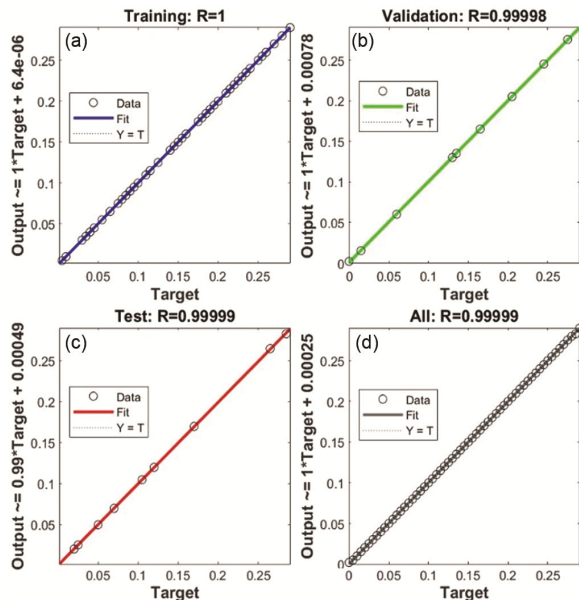 Training: R=1
(a)
Output ~= 1*Target + 6.4e-06
0.25
0.2
0.15
0.1
0.05
Data
Fit
Y = T
0.05 0.1 0.15 0.2 0.25
Target
Validation: R=0.99998
(b)
Output ~= 1*Target + 0.00078
0.25
0.2
0.15
0.1
0.05
0
Data
Fit
Y = T
0 0.05 0.1 0.15 0.2 0.25
Target
Test: R=0.99999
(c)
Output ~= 0.99*Target + 0.00049
0.25
0.2
0.15
0.1
0.05
Data
Fit
Y = T
0.05 0.1 0.15 0.2 0.25
Target
All: R=0.99999
(d)
Output ~= 1*Target + 0.00025
0.25
0.2
0.15
0.1
0.05
0
Data
Fit
Y = T
0 0.05 0.1 0.15 0.2 0.25
Target